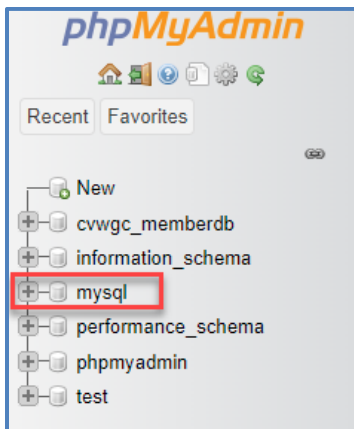 phpMyAdmin
Recent Favorites
New
cvwgc_memberdb
information_schema
mysql
performance_schema
phpmyadmin
test